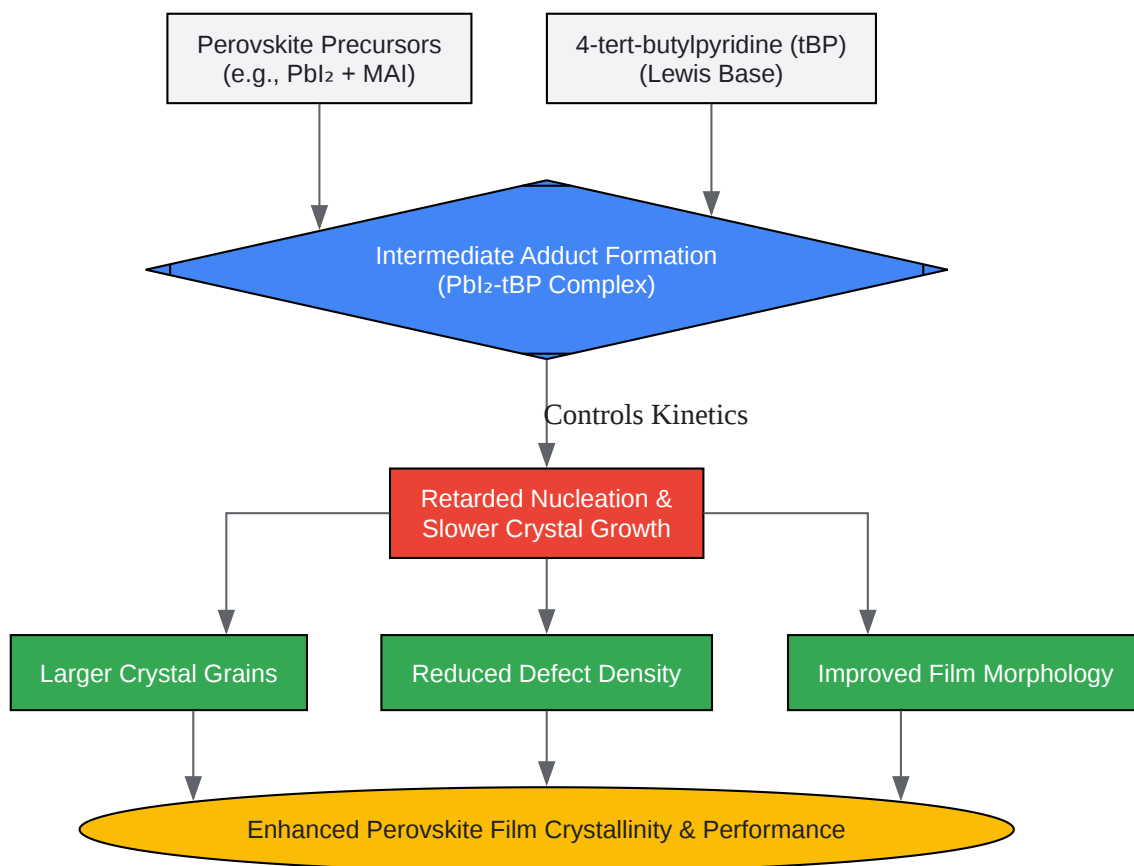 Perovskite Precursors
(e.g., PbI₂ + MAI)
4-tert-butylpyridine (tBP)
(Lewis Base)
Intermediate Adduct Formation
(PbI₂-tBP Complex)
Controls Kinetics
Retarded Nucleation &
Slower Crystal Growth
Larger Crystal Grains
Reduced Defect Density
Improved Film Morphology
Enhanced Perovskite Film Crystallinity & Performance